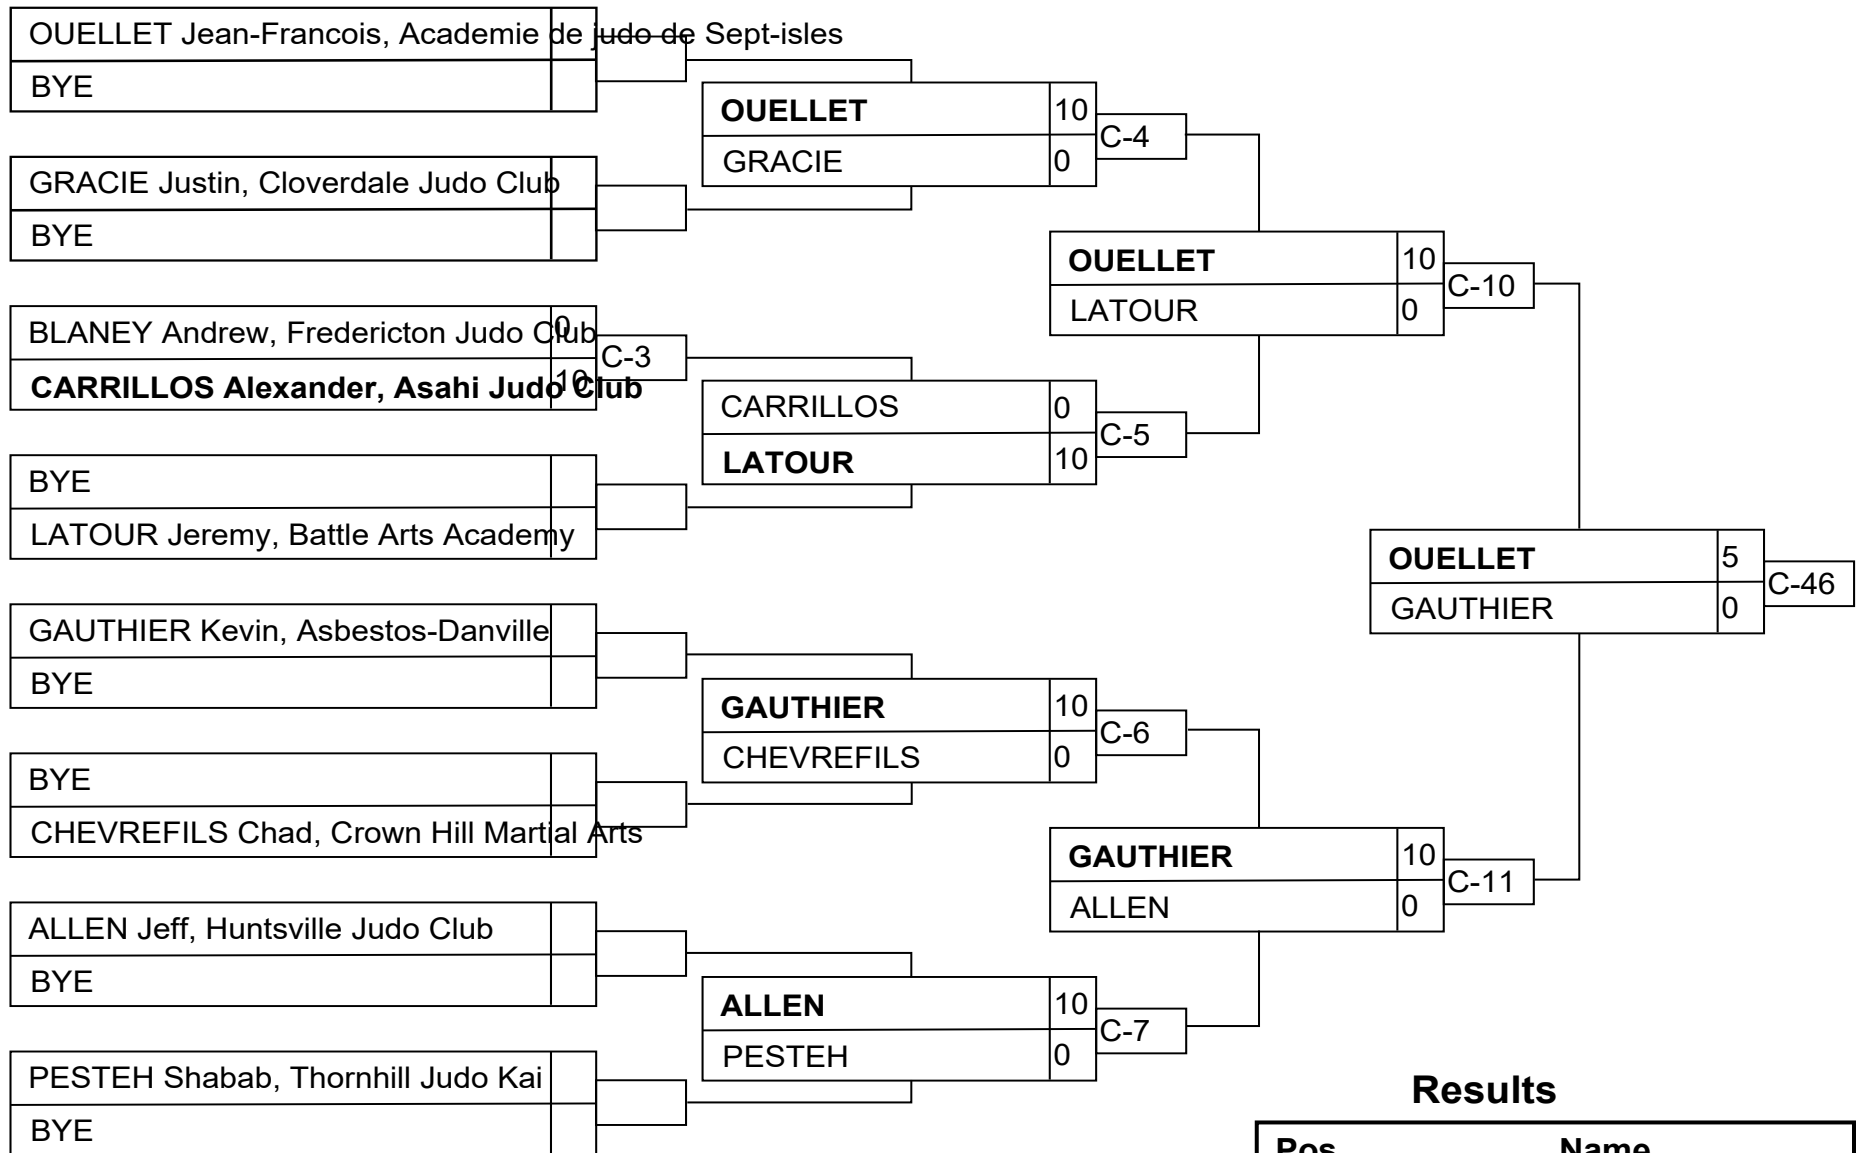 OUELLET Jean-Francois, Academie de judo de Sept-isles
BYE
GRACIE Justin, Cloverdale Judo Club
BYE
BLANEY Andrew, Fredericton Judo Club 0
CARRILLOS Alexander, Asahi Judo Club 10
C-3
BYE
LATOUR Jeremy, Battle Arts Academy
GAUTHIER Kevin, Asbestos-Danville
BYE
BYE
CHEVREFILS Chad, Crown Hill Martial Arts
ALLEN Jeff, Huntsville Judo Club
BYE
PESTEH Shabab, Thornhill Judo Kai
BYE
OUELLET 10
GRACIE 0
C-4
CARRILLOS 0
LATOUR 10
C-5
GAUTHIER 10
CHEVREFILS 0
C-6
ALLEN 10
PESTEH 0
C-7
OUELLET 10
LATOUR 0
C-10
GAUTHIER 10
ALLEN 0
C-11
OUELLET 5
GAUTHIER 0
C-46
Results
Pos Name